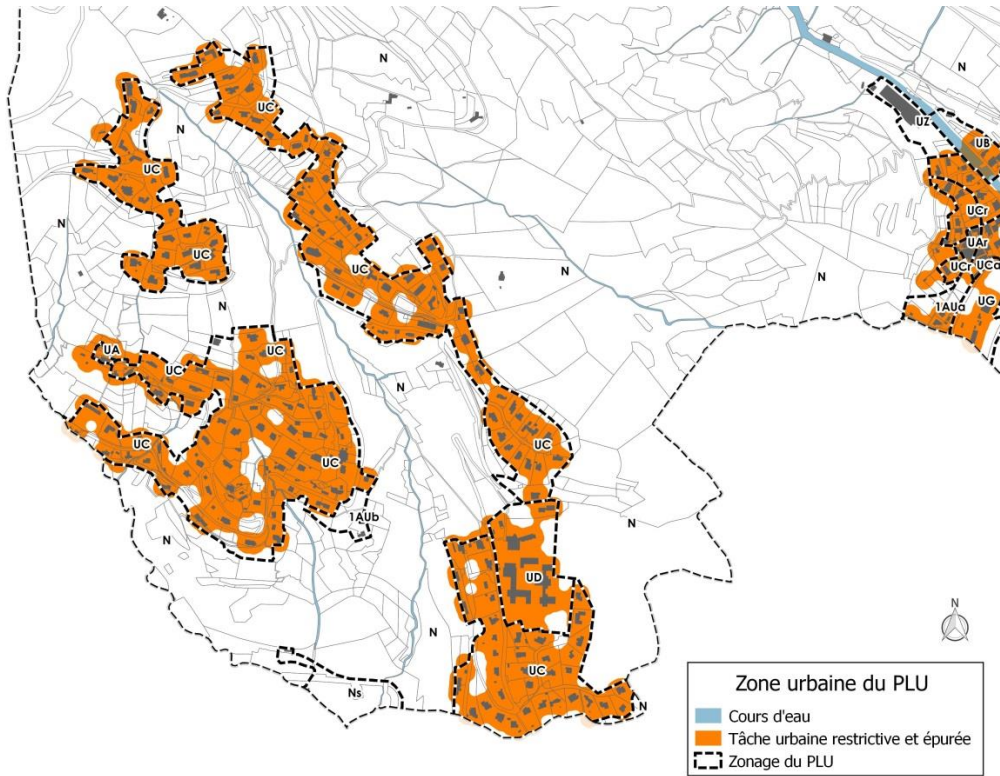 N
UC
N
UZ
N
UB
UC
UCr
UC
UAr
UCr
UCa
UC
N
N
N
1AUa
UG
N
UA
UC
UC
N
UC
UC
UC
1AUb
N
N
UD
N
UC
Ns
N
N
Zone urbaine du PLU
Cours d'eau
Tâche urbaine restrictive et épurée
Zonage du PLU